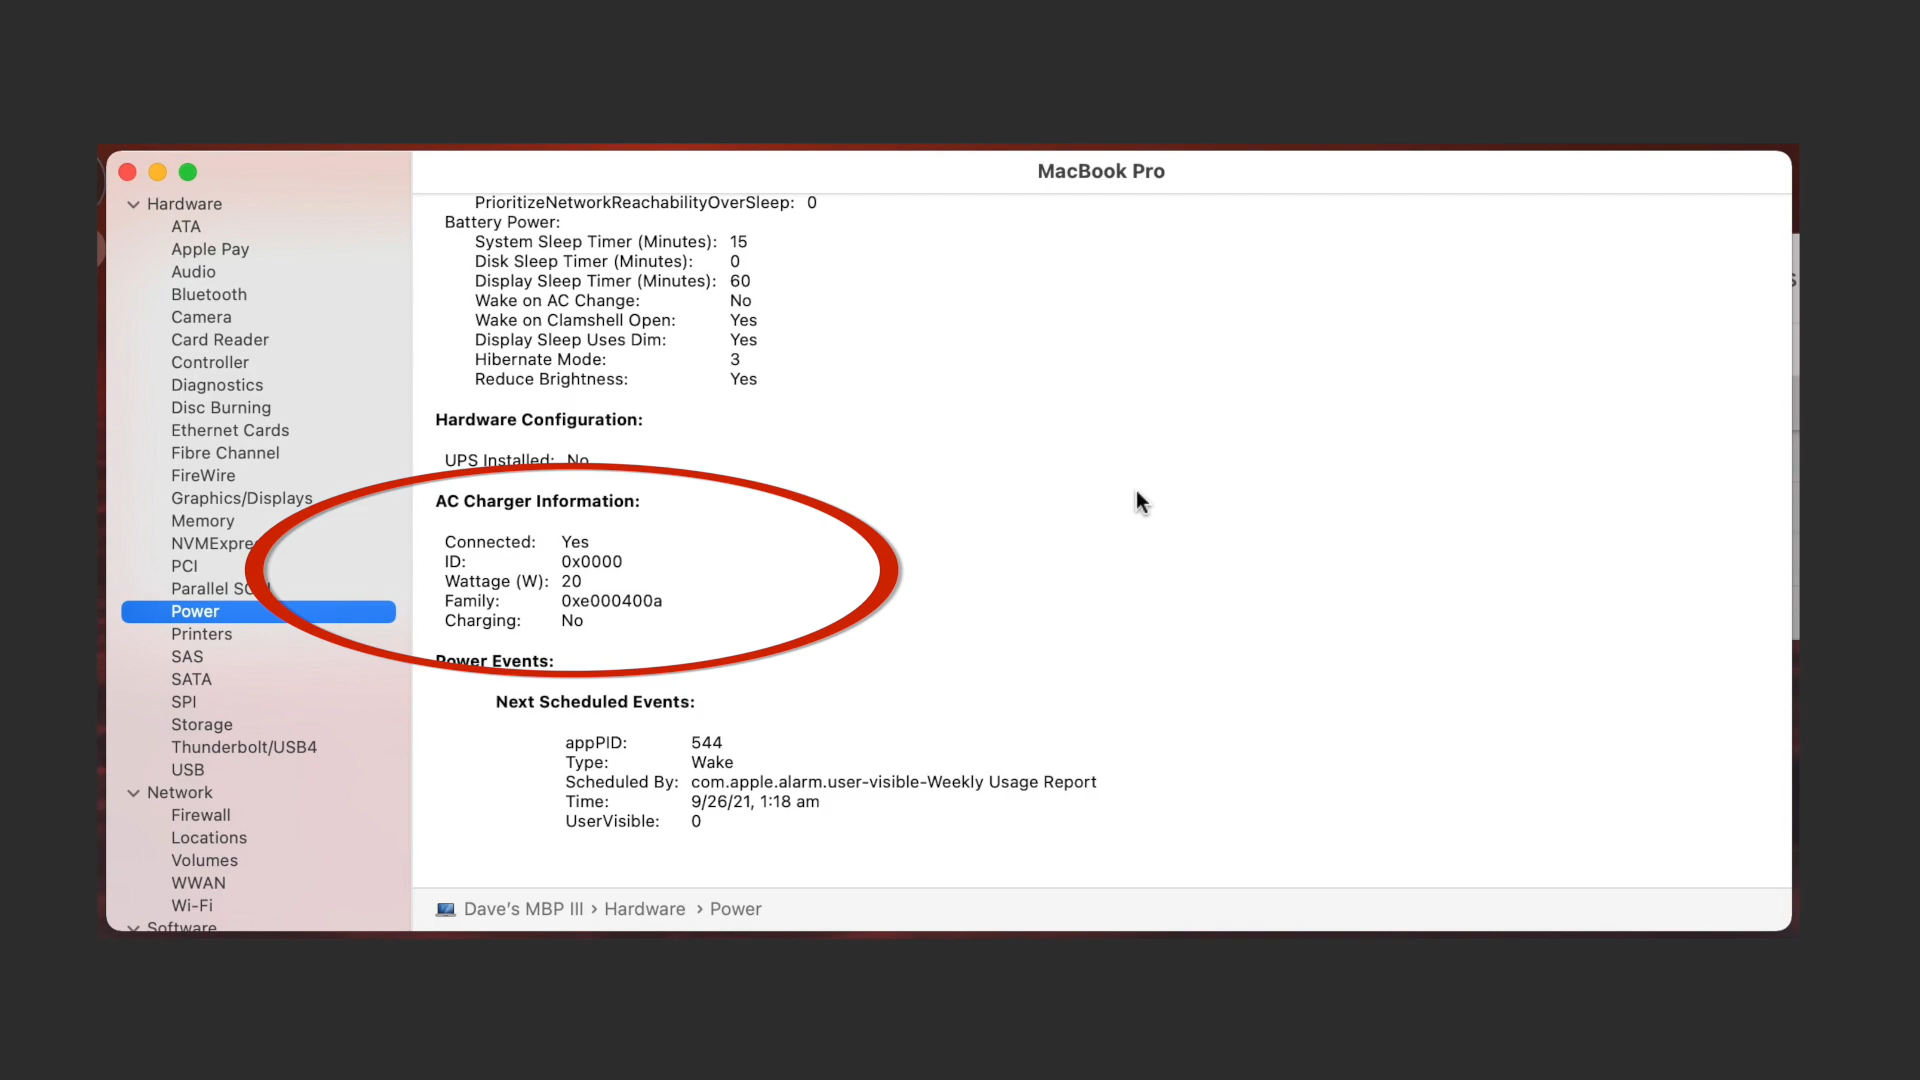 MacBook Pro
Hardware
ATA
Apple Pay
Audio
Bluetooth
Camera
Card Reader
Controller
Diagnostics
Disc Burning
Ethernet Cards
Fibre Channel
FireWire
Graphics/Displays
Memory
NVMExpre
PCI
Parallel SC
Power
Printers
SAS
SATA
SPI
Storage
Thunderbolt/USB4
USB
Network
Firewall
Locations
Volumes
WWAN
Wi-Fi
Software
PrioritizeNetworkReachabilityOverSleep: 0
Battery Power:
System Sleep Timer (Minutes): 15
Disk Sleep Timer (Minutes): 0
Display Sleep Timer (Minutes): 60
Wake on AC Change: No
Wake on Clamshell Open: Yes
Display Sleep Uses Dim: Yes
Hibernate Mode: 3
Reduce Brightness: Yes
Hardware Configuration:
UPS Installed: No
AC Charger Information:
Connected: Yes
ID: 0x0000
Wattage (W): 20
Family: 0xe000400a
Charging: No
Power Events:
Next Scheduled Events:
appPID: 544
Type: Wake
Scheduled By: com.apple.alarm.user-visible-Weekly Usage Report
Time: 9/26/21, 1:18 am
UserVisible: 0
Dave's MBP III › Hardware › Power